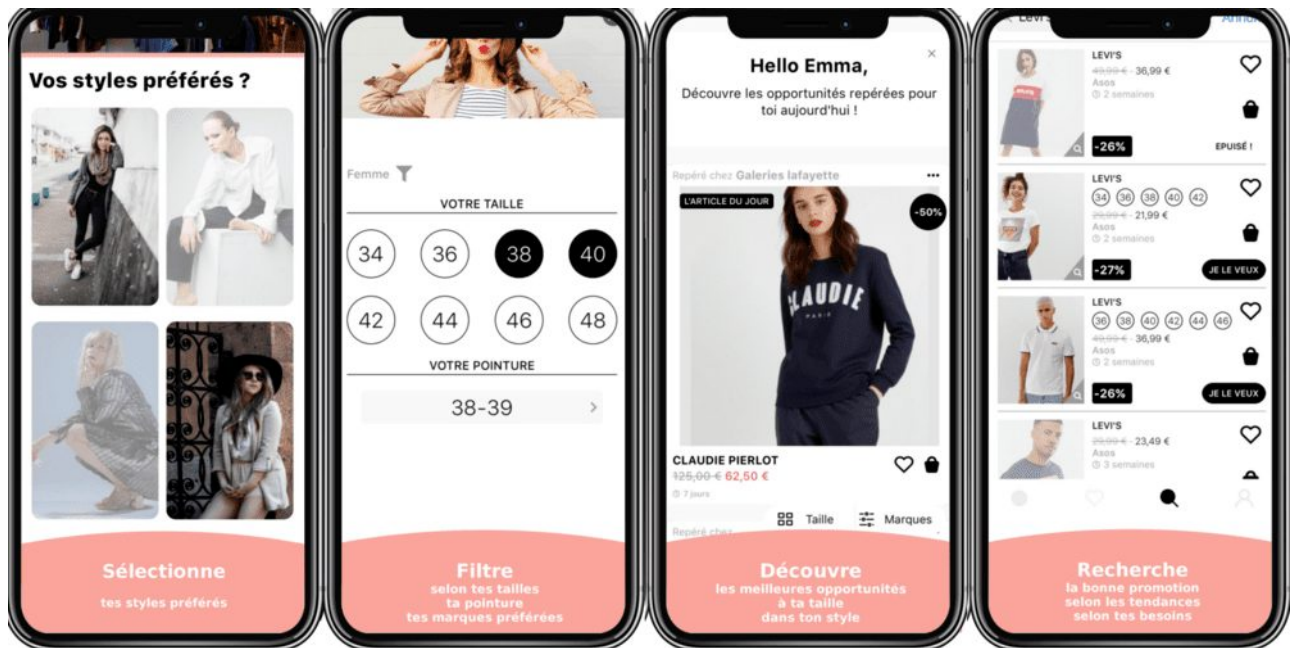 Vos styles préférés ?
Sélectionne
tes styles préférés
Femme
VOTRE TAILLE
34 36 38 40
42 44 46 48
VOTRE POINTURE
38-39
Filtre
selon tes tailles
ta pointure
tes marques préférées
Hello Emma,
Découvre les opportunités repérées pour
toi aujourd'hui !
Repéré chez Galeries lafayette
L'ARTICLE DU JOUR
-50%
CLAUDIE
PARIS
CLAUDIE PIERLOT
125,00 € 62,50 €
7 jours
Taille Marques
Repéré chez
Découvre
les meilleures opportunités
à ta taille
dans ton style
LEVI'S
49,99 € - 36,99 €
Asos
2 semaines
-26% EPUISÉ !
LEVI'S
34 36 38 40 42
29,99 € - 21,99 €
Asos
2 semaines
-27% JE LE VEUX
LEVI'S
36 38 40 42 44 46
49,99 € - 36,99 €
Asos
2 semaines
-26% JE LE VEUX
LEVI'S
29,99 € - 23,49 €
Asos
3 semaines
Recherche
la bonne promotion
selon les tendances
selon tes besoins